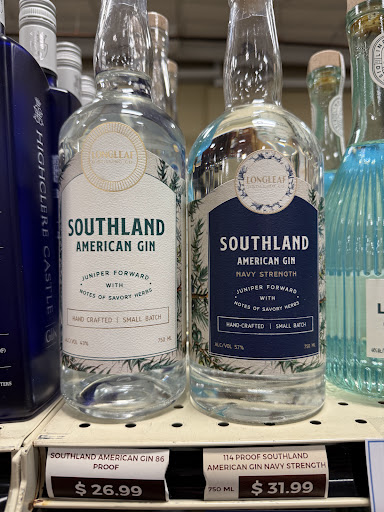 HIGHCLERE CASTLE
LONGLEAF
SOUTHLAND
AMERICAN GIN
JUNIPER FORWARD
WITH
NOTES OF SAVORY HERBS
HAND CRAFTED | SMALL BATCH
ALC/VOL 43%
750 ML
LONGLEAF
SOUTHLAND
AMERICAN GIN
NAVY STRENGTH
JUNIPER FORWARD
WITH
NOTES OF SAVORY HERBS
HAND-CRAFTED | SMALL BATCH
ALC/VOL 57%
750 ML
SOUTHLAND AMERICAN GIN 86
PROOF
$ 26.99
114 PROOF SOUTHLAND
AMERICAN GIN NAVY STRENGTH
750 ML $ 31.99